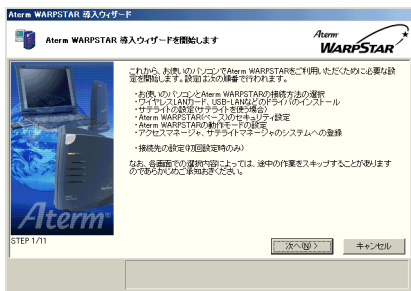 Aterm WARPSTAR 導入ウィザード
Aterm WARPSTAR 導入ウィザードを開始します
Aterm
WARPSTAR
これから、お使いのパソコンでAterm WARPSTARをご利用いただくために必要な設
定を開始します。設定は次の順番で行われます。
・お使いのパソコンとAterm WARPSTARの接続方法の選択
・ワイヤレスLANカード、USB-LANなどのドライバのインストール
・サテライトの設定(サテライトを使う場合)
・Aterm WARPSTAR(ベース)のセキュリティ設定
・Aterm WARPSTARの動作モードの設定
・アクセスマネージャ、サテライトマネージャのシステムへの登録
・接続先の設定(初回設定時のみ)
なお、各画面での選択内容によっては、途中の作業をスキップすることがあります
のであらかじめご承知おきください。
Aterm
STEP 1/11
次へ(N) >
キャンセル